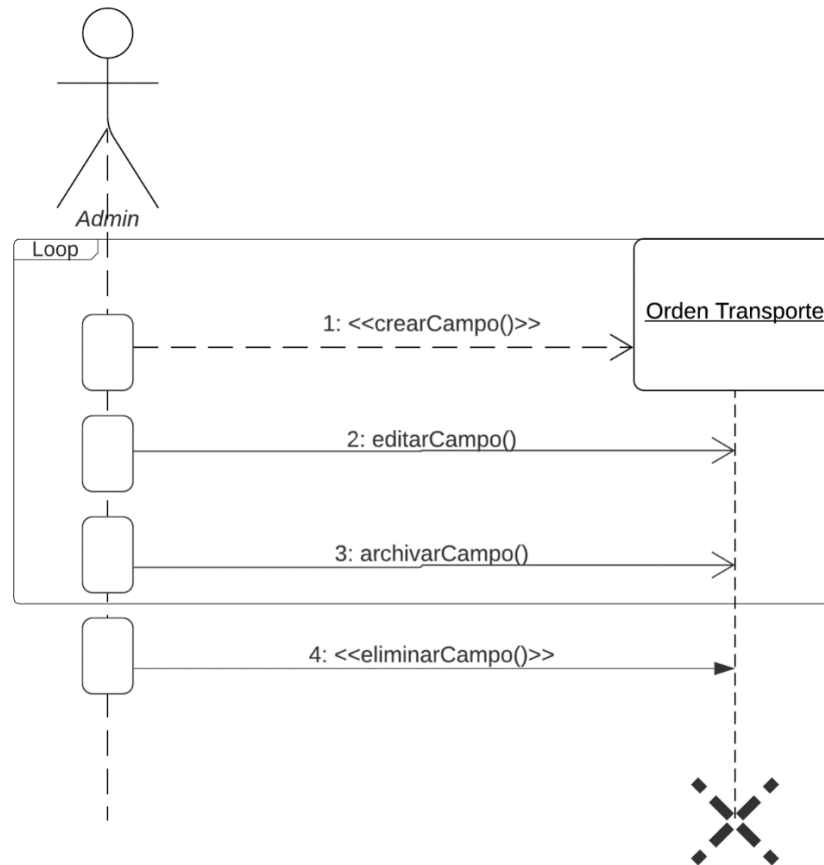 Admin
Loop
1: <<crearCampo()>>
Orden Transporte
2: editarCampo()
3: archivarCampo()
4: <<eliminarCampo()>>